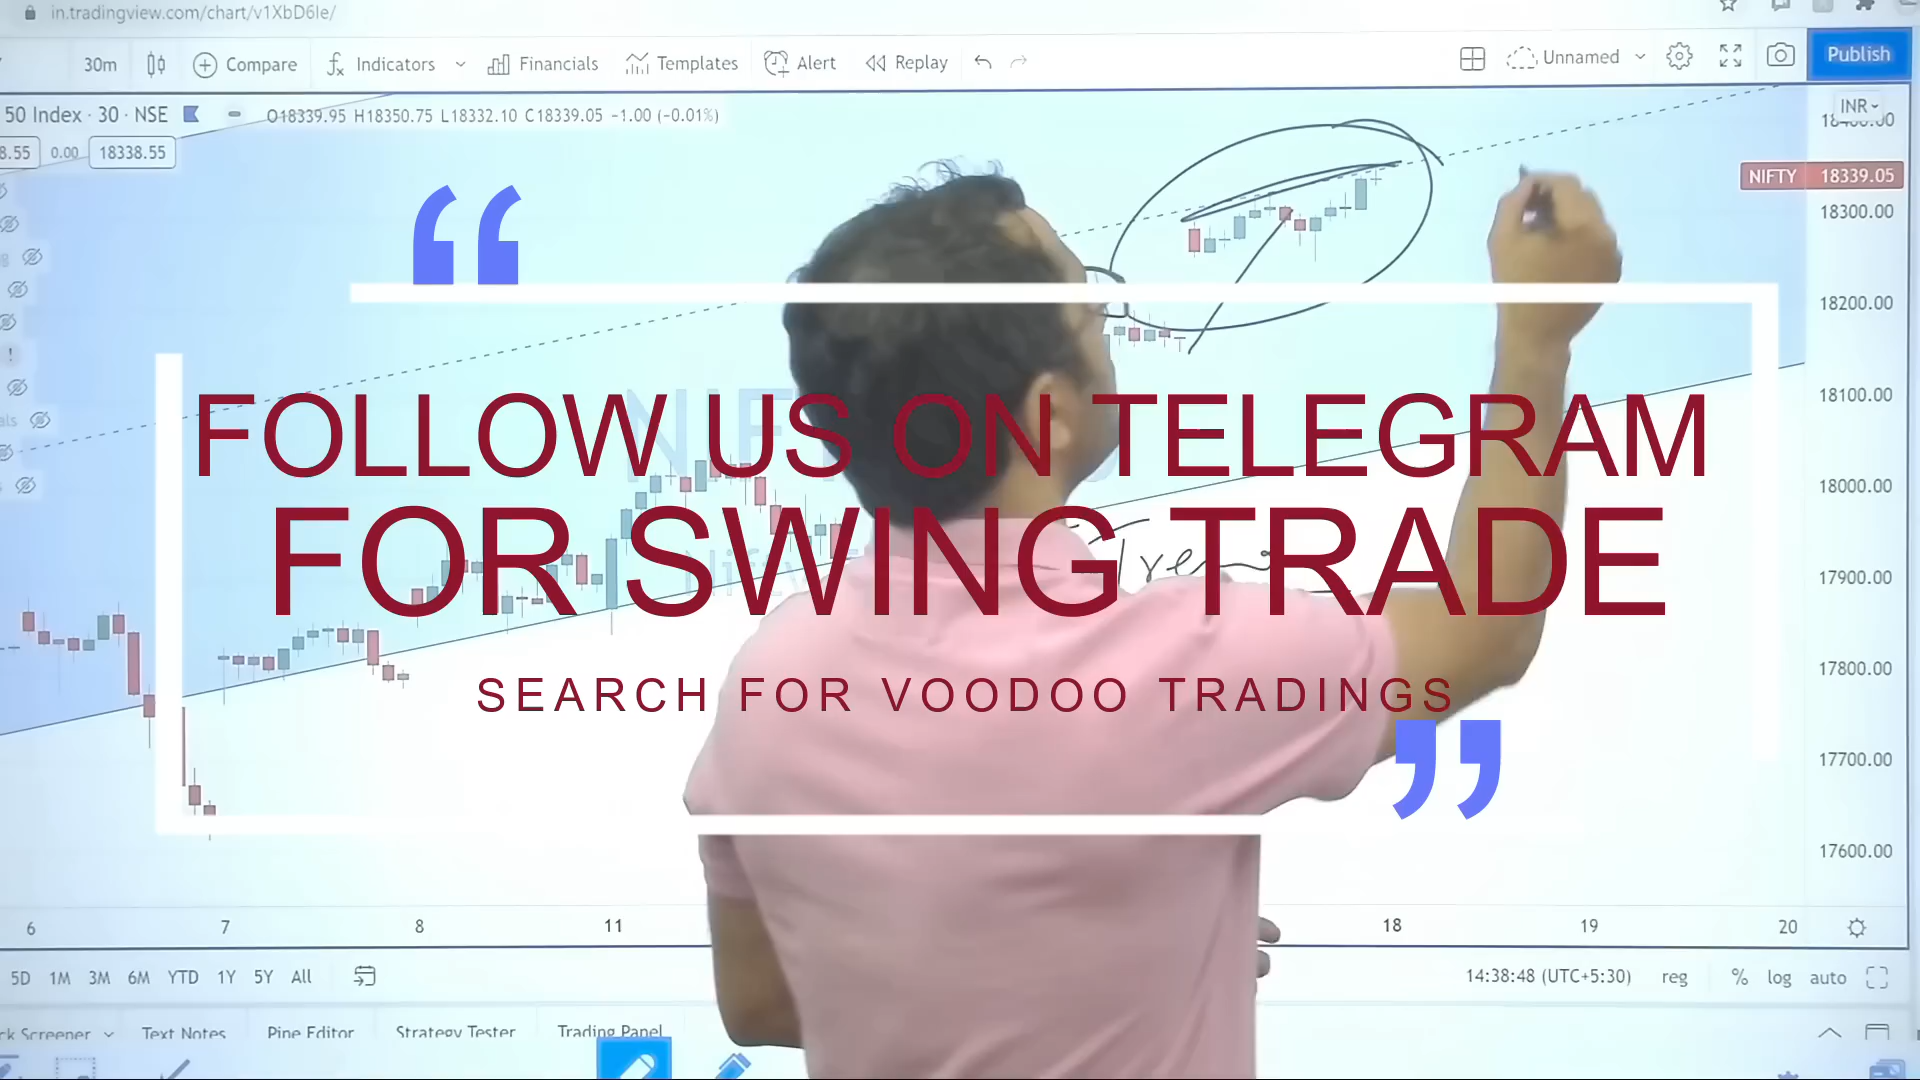 in.tradingview.com/chart/v1XbD6Ie/
30m Compare Indicators Financials Templates Alert Replay Unnamed Publish
50 Index · 30 · NSE O18339.95 H18350.75 L18332.10 C18339.05 −1.00 (−0.01%) INR
8.55 0.00 18338.55
NIFTY 18339.05
18300.00
18200.00
18100.00
18000.00
17900.00
17800.00
17700.00
17600.00
“
FOLLOW US ON TELEGRAM
FOR SWING TRADE
SEARCH FOR VOODOO TRADINGS
”
6 7 8 11 18 19 20
5D 1M 3M 6M YTD 1Y 5Y All 14:38:48 (UTC+5:30) reg % log auto
Screener Text Notes Pine Editor Strategy Tester Trading Panel